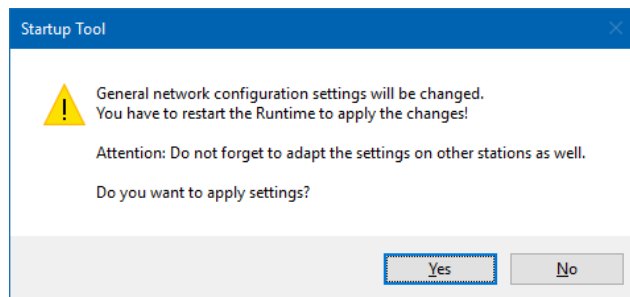 Startup Tool
General network configuration settings will be changed.
You have to restart the Runtime to apply the changes!
Attention: Do not forget to adapt the settings on other stations as well.
Do you want to apply settings?
Yes
No